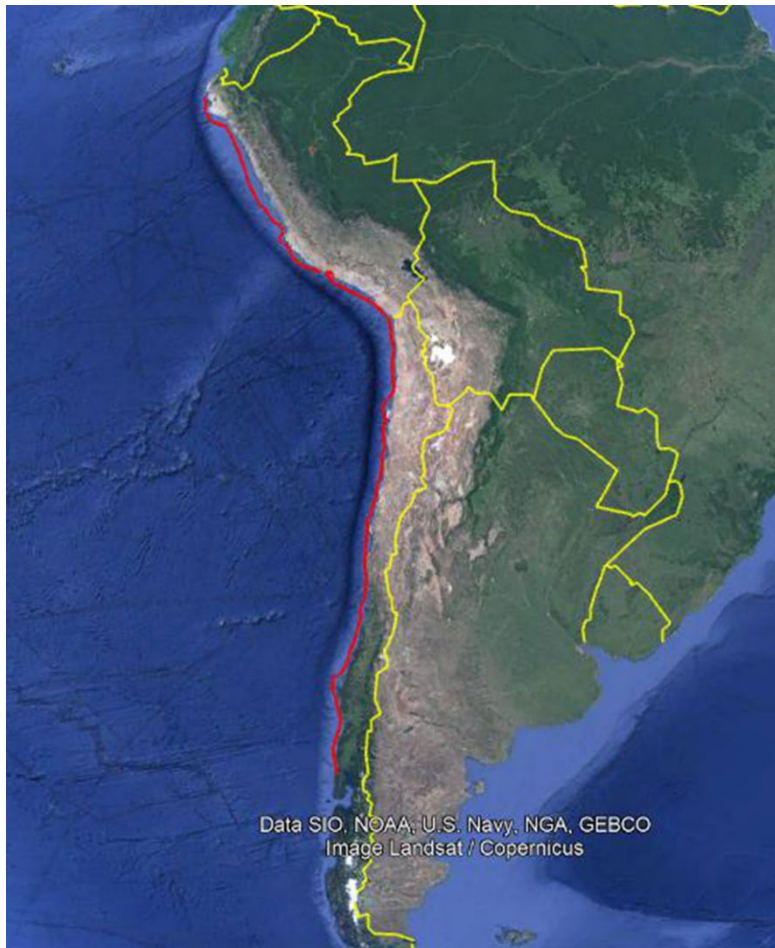 Data SIO, NOAA, U.S. Navy, NGA, GEBCO
Image Landsat / Copernicus